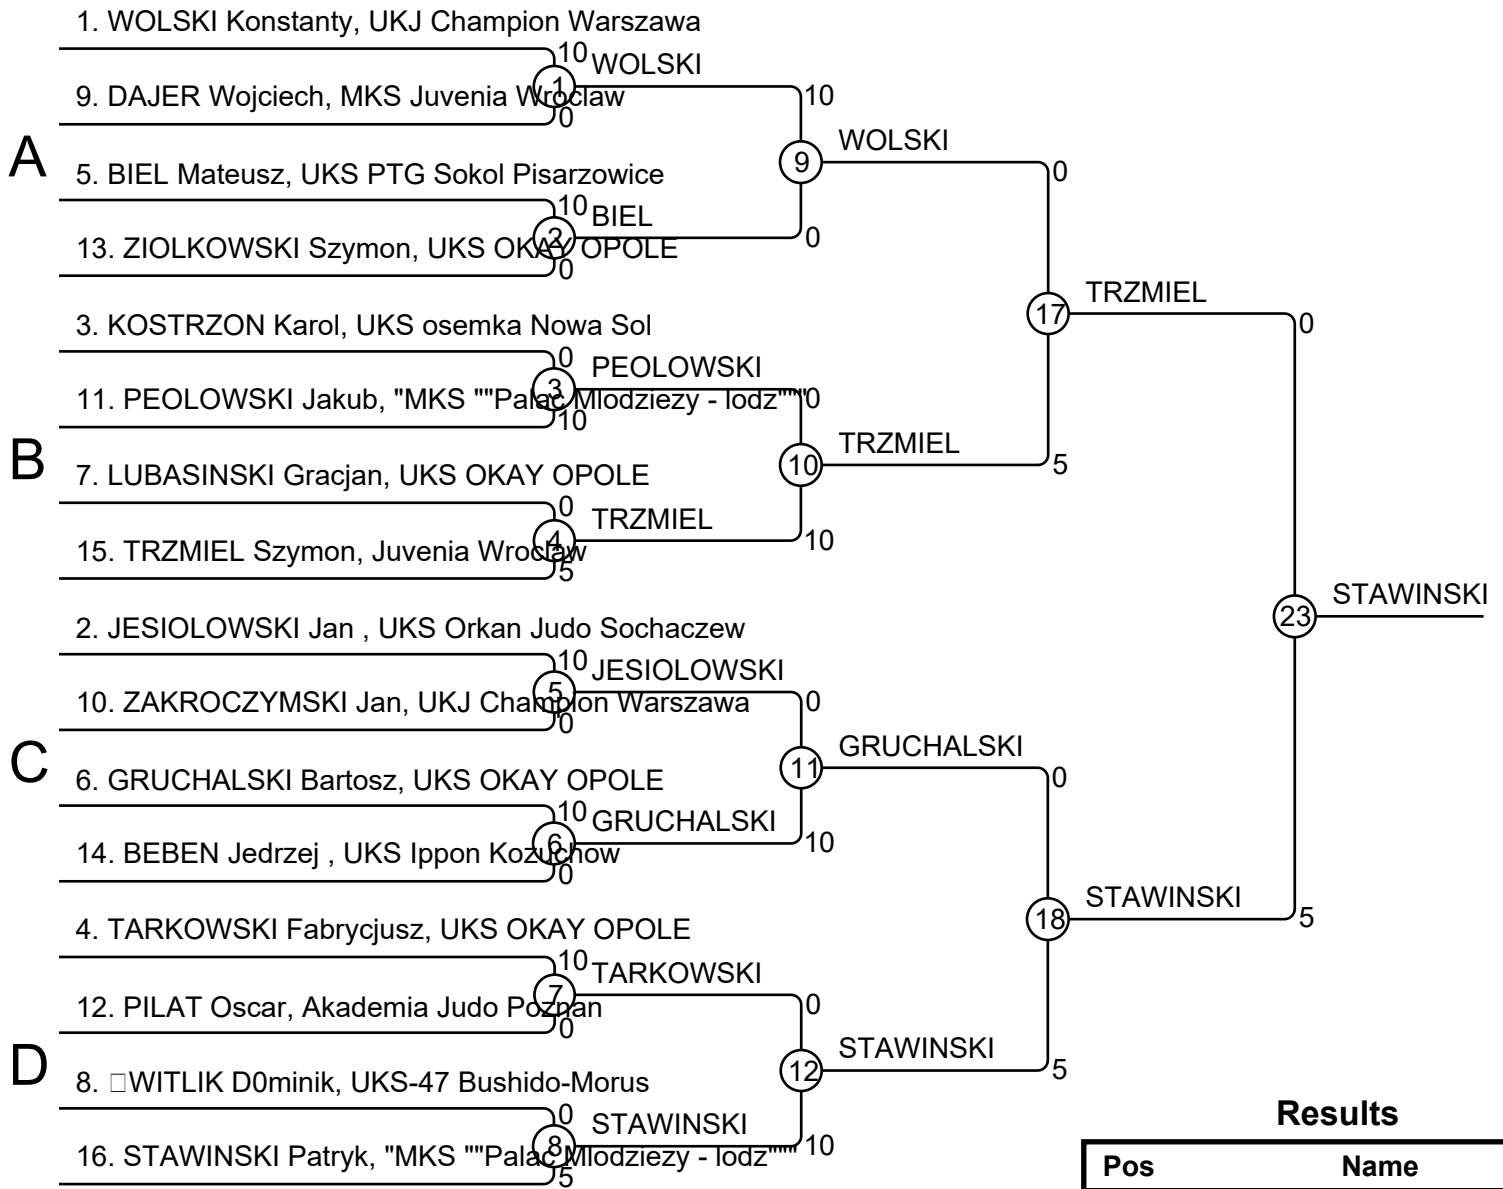 1. WOLSKI Konstanty, UKJ Champion Warszawa
10
WOLSKI
1
9. DAJER Wojciech, MKS Juvenia Wroclaw
0
10
WOLSKI
9
0
A
5. BIEL Mateusz, UKS PTG Sokol Pisarzowice
10
BIEL
2
0
13. ZIOLKOWSKI Szymon, UKS OKAY OPOLE
0
TRZMIEL
17
0
3. KOSTRZON Karol, UKS osemka Nowa Sol
0
PEOLOWSKI
3
11. PEOLOWSKI Jakub, "MKS ""Palac Mlodziezy - lodz"""
0
10
TRZMIEL
10
5
B
7. LUBASINSKI Gracjan, UKS OKAY OPOLE
0
TRZMIEL
4
10
15. TRZMIEL Szymon, Juvenia Wroclaw
5
STAWINSKI
23
2. JESIOLOWSKI Jan , UKS Orkan Judo Sochaczew
10
JESIOLOWSKI
5
10. ZAKROCZYMSKI Jan, UKJ Champion Warszawa
0
0
GRUCHALSKI
11
0
C
6. GRUCHALSKI Bartosz, UKS OKAY OPOLE
10
GRUCHALSKI
6
10
14. BEBEN Jedrzej , UKS Ippon Kozuchow
0
STAWINSKI
18
5
4. TARKOWSKI Fabrycjusz, UKS OKAY OPOLE
10
TARKOWSKI
7
12. PILAT Oscar, Akademia Judo Poznan
0
0
STAWINSKI
12
5
D
8. □WITLIK D0minik, UKS-47 Bushido-Morus
0
STAWINSKI
8
10
16. STAWINSKI Patryk, "MKS ""Palac Mlodziezy - lodz"""
5
Results
Pos Name